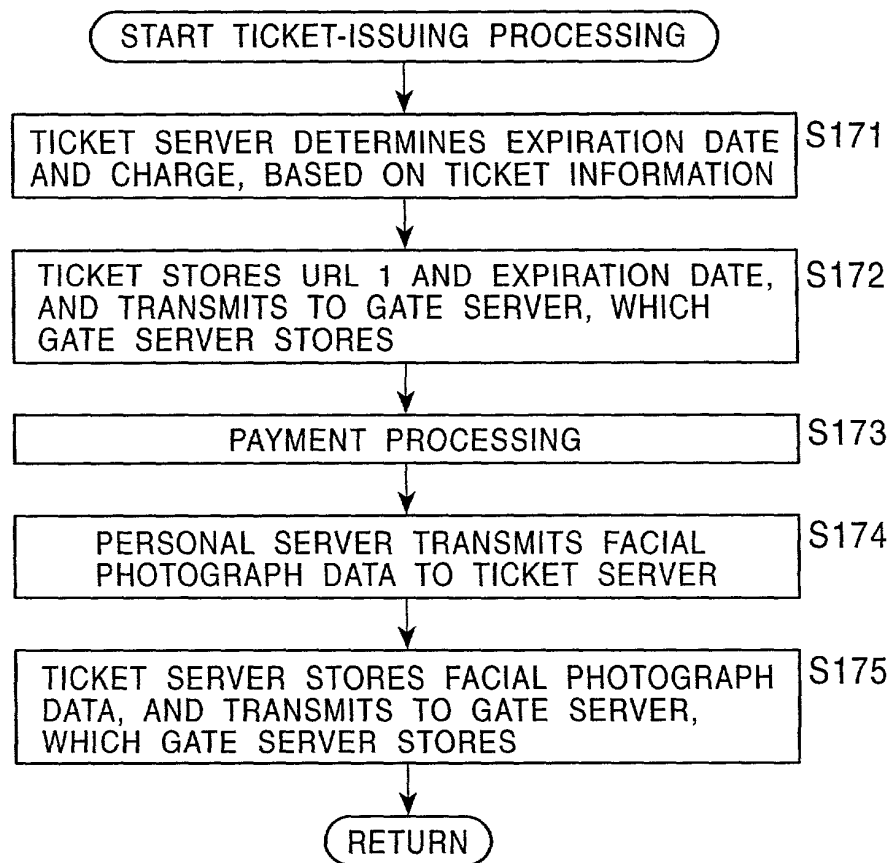 START TICKET-ISSUING PROCESSING
TICKET SERVER DETERMINES EXPIRATION DATE
AND CHARGE, BASED ON TICKET INFORMATION
S171
TICKET STORES URL 1 AND EXPIRATION DATE,
AND TRANSMITS TO GATE SERVER, WHICH
GATE SERVER STORES
S172
PAYMENT PROCESSING
S173
PERSONAL SERVER TRANSMITS FACIAL
PHOTOGRAPH DATA TO TICKET SERVER
S174
TICKET SERVER STORES FACIAL PHOTOGRAPH
DATA, AND TRANSMITS TO GATE SERVER,
WHICH GATE SERVER STORES
S175
RETURN